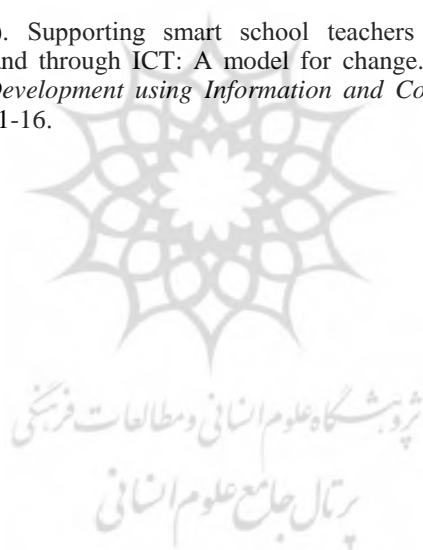 ). Supporting smart school teachers
and through ICT: A model for change.
Development using Information and Co
1-16.
پژوهشگاه علوم انسانی و مطالعات فرهنگی
پرتال جامع علوم انسانی